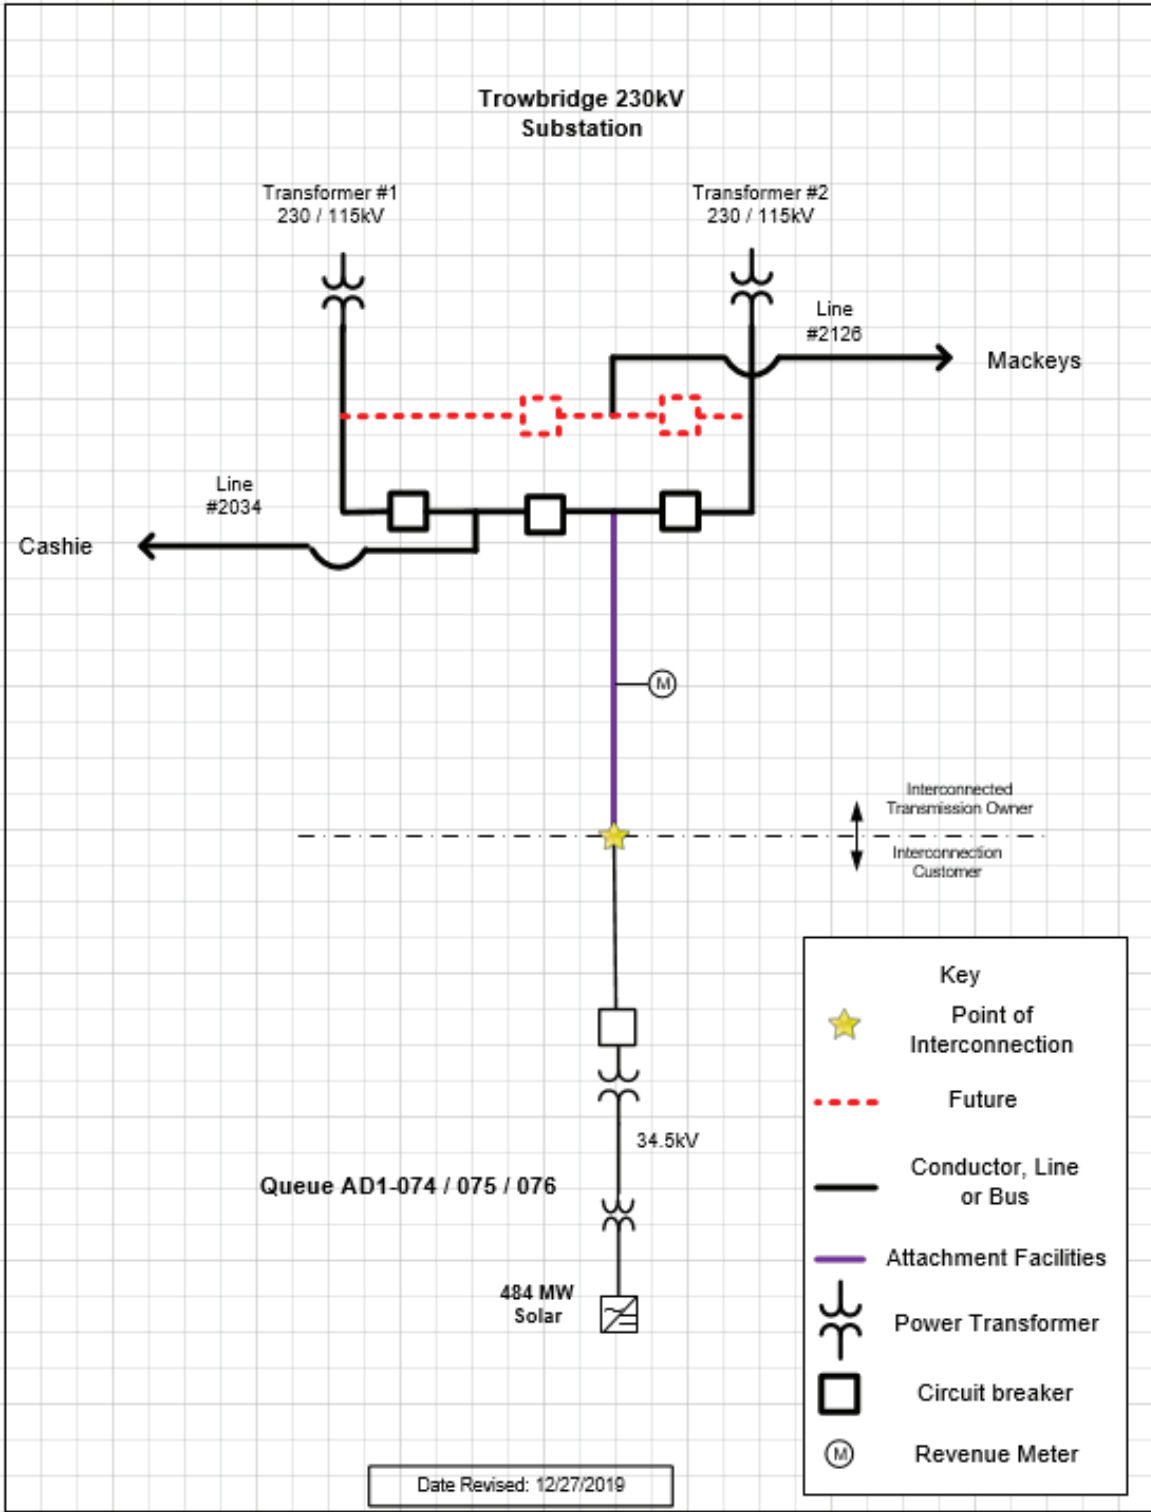 Trowbridge 230kV
Substation
Transformer #1
230 / 115kV
Transformer #2
230 / 115kV
Line
#2126
Mackeys
Line
#2034
Cashie
M
Interconnected
Transmission Owner
Interconnection
Customer
34.5kV
Queue AD1-074 / 075 / 076
484 MW
Solar
Key
Point of
Interconnection
Future
Conductor, Line
or Bus
Attachment Facilities
Power Transformer
Circuit breaker
M
Revenue Meter
Date Revised: 12/27/2019